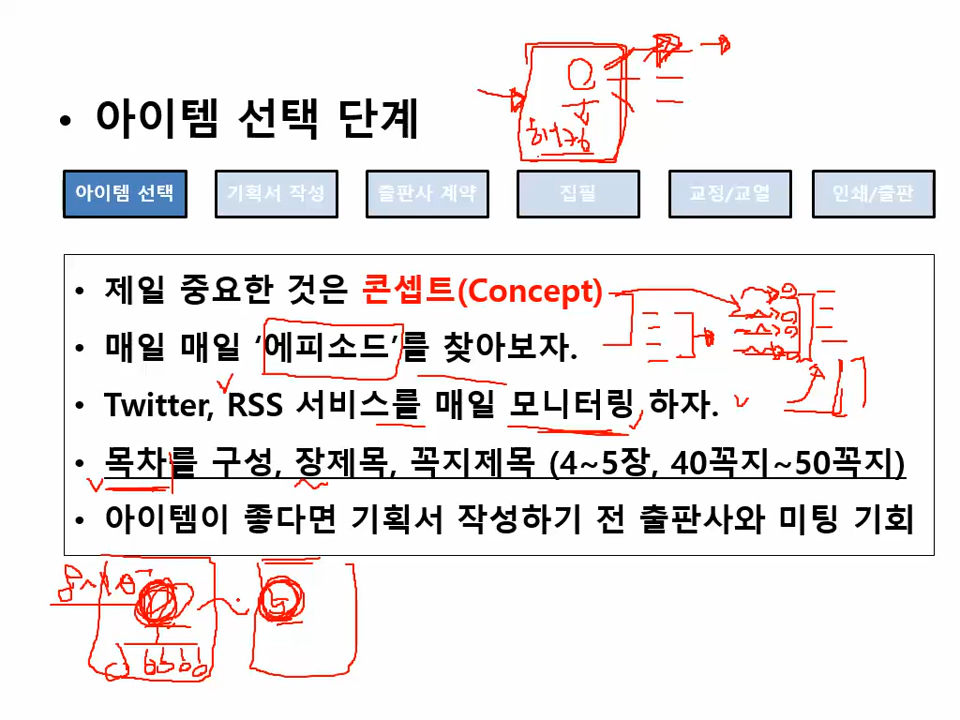 • 아이템 선택 단계
아이템 선택 기획서 작성 출판사 계약 집필 교정/교열 인쇄/출판
• 제일 중요한 것은 콘셉트(Concept)
• 매일 매일 ‘에피소드’를 찾아보자.
• Twitter, RSS 서비스를 매일 모니터링 하자.
• 목차를 구성, 장제목, 꼭지제목 (4~5장, 40꼭지~50꼭지)
• 아이템이 좋다면 기획서 작성하기 전 출판사와 미팅 기회